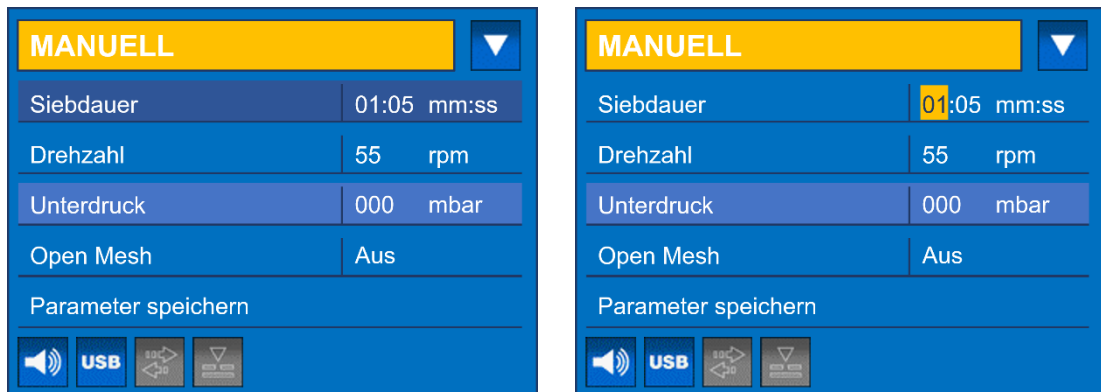 MANUELL
Siebdauer 01:05 mm:ss
Drehzahl 55 rpm
Unterdruck 000 mbar
Open Mesh Aus
Parameter speichern
USB
MANUELL
Siebdauer 01:05 mm:ss
Drehzahl 55 rpm
Unterdruck 000 mbar
Open Mesh Aus
Parameter speichern
USB